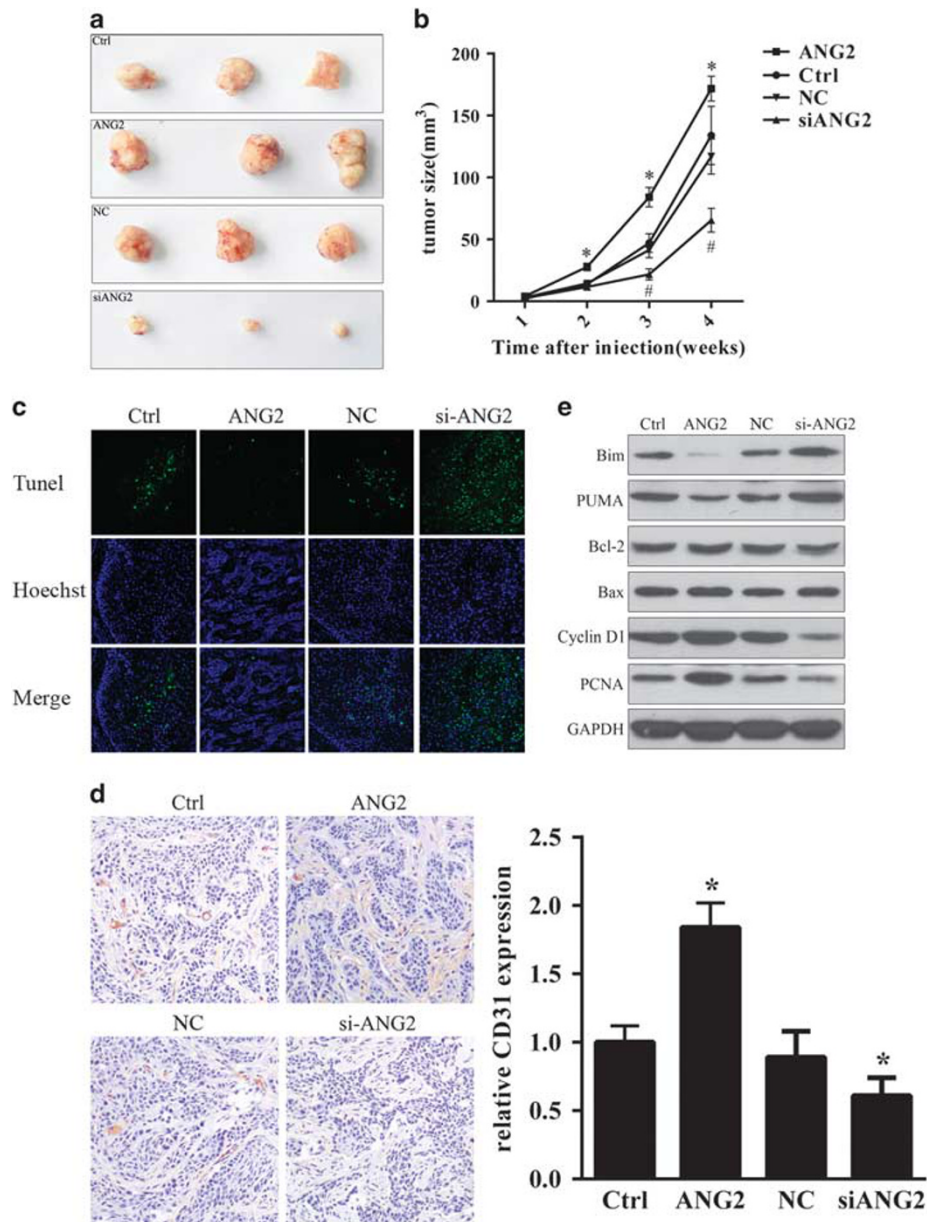 a
Ctrl
ANG2
NC
siANG2
b
tumor size(mm3)
200
150
100
50
0
*
*
*
#
#
1 2 3 4
Time after injection(weeks)
ANG2
Ctrl
NC
siANG2
c
Ctrl ANG2 NC si-ANG2
Tunel
Hoechst
Merge
e
Ctrl ANG2 NC si-ANG2
Bim
PUMA
Bcl-2
Bax
Cyclin D1
PCNA
GAPDH
d
Ctrl ANG2
NC si-ANG2
relative CD31 expression
2.5
2.0
1.5
1.0
0.5
0.0
*
*
Ctrl ANG2 NC siANG2